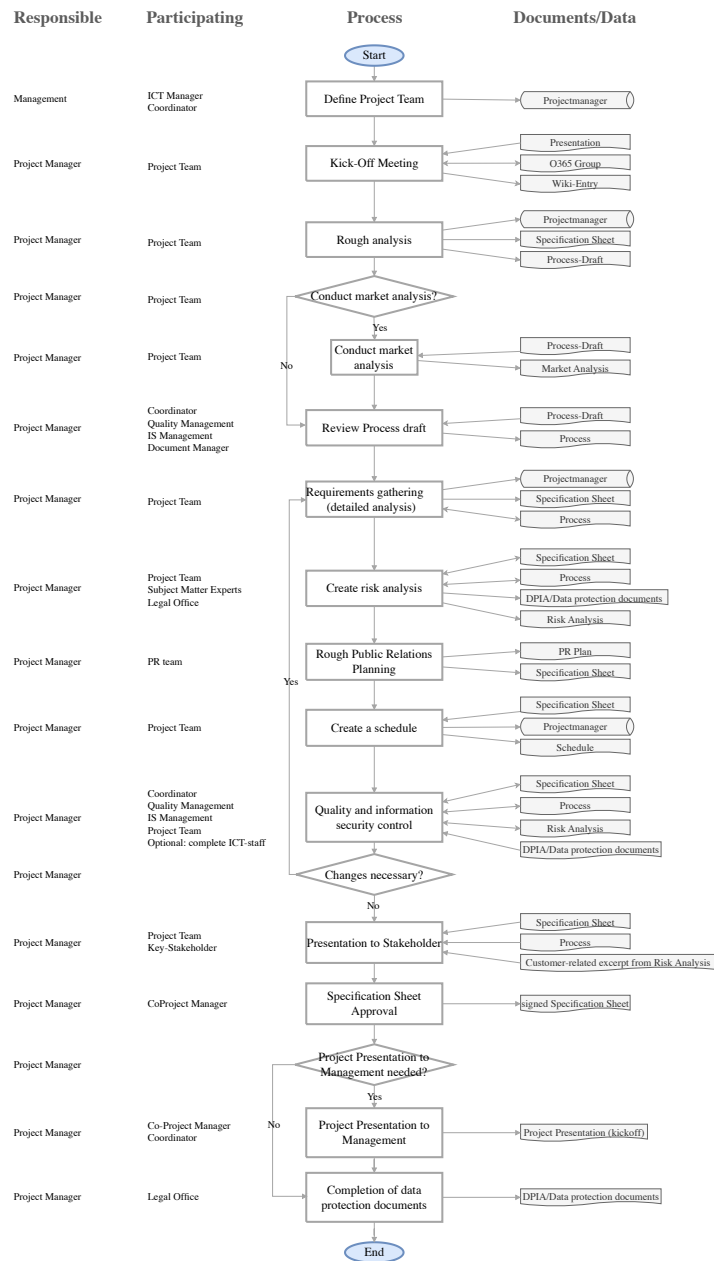 Responsible
Participating
Process
Documents/Data
Start
Management
ICT Manager
Coordinator
Define Project Team
Projectmanager
Project Manager
Project Team
Kick-Off Meeting
Presentation
O365 Group
Wiki-Entry
Project Manager
Project Team
Rough analysis
Projectmanager
Specification Sheet
Process-Draft
Project Manager
Project Team
Conduct market analysis?
Yes
No
Project Manager
Project Team
Conduct market
analysis
Process-Draft
Market Analysis
Project Manager
Coordinator
Quality Management
IS Management
Document Manager
Review Process draft
Process-Draft
Process
Project Manager
Project Team
Requirements gathering
(detailed analysis)
Projectmanager
Specification Sheet
Process
Project Manager
Project Team
Subject Matter Experts
Legal Office
Create risk analysis
Specification Sheet
Process
DPIA/Data protection documents
Risk Analysis
Project Manager
PR team
Rough Public Relations
Planning
PR Plan
Specification Sheet
Yes
Project Manager
Project Team
Create a schedule
Specification Sheet
Projectmanager
Schedule
Project Manager
Coordinator
Quality Management
IS Management
Project Team
Optional: complete ICT-staff
Quality and information
security control
Specification Sheet
Process
Risk Analysis
DPIA/Data protection documents
Project Manager
Changes necessary?
No
Project Manager
Project Team
Key-Stakeholder
Presentation to Stakeholder
Specification Sheet
Process
Customer-related excerpt from Risk Analysis
Project Manager
CoProject Manager
Specification Sheet
Approval
signed Specification Sheet
Project Manager
Project Presentation to
Management needed?
Yes
No
Project Manager
Co-Project Manager
Coordinator
Project Presentation to
Management
Project Presentation (kickoff)
Project Manager
Legal Office
Completion of data
protection documents
DPIA/Data protection documents
End